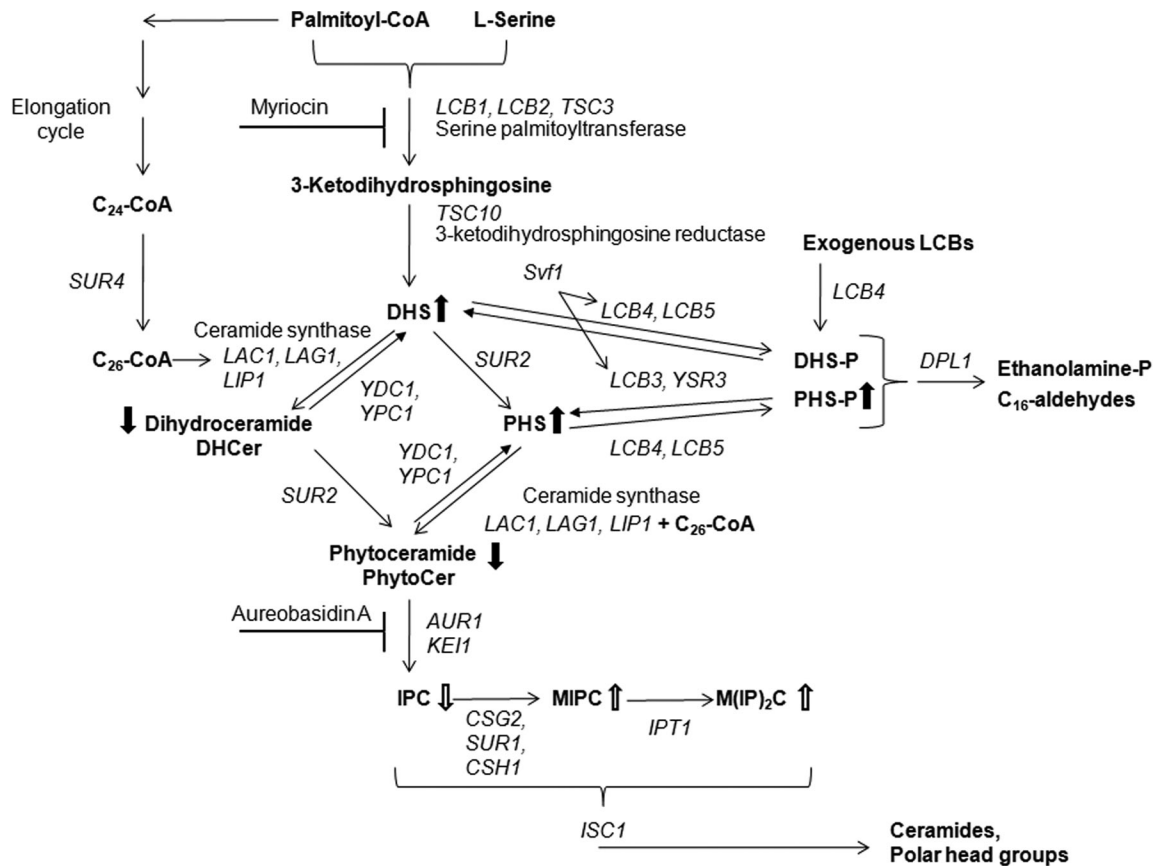 Palmitoyl-CoA
L-Serine
Elongation
cycle
Myriocin
LCB1, LCB2, TSC3
Serine palmitoyltransferase
C24-CoA
3-Ketodihydrosphingosine
TSC10
3-ketodihydrosphingosine reductase
Exogenous LCBs
SUR4
Svf1
LCB4
DHS
LCB4, LCB5
Ceramide synthase
C26-CoA
LAC1, LAG1,
LIP1
SUR2
DHS-P
DPL1
Ethanolamine-P
YDC1,
YPC1
LCB3, YSR3
PHS-P
C16-aldehydes
Dihydroceramide
DHCer
PHS
YDC1,
YPC1
LCB4, LCB5
SUR2
Ceramide synthase
LAC1, LAG1, LIP1 + C26-CoA
Phytoceramide
PhytoCer
Aureobasidin A
AUR1
KEI1
IPC
MIPC
M(IP)2C
CSG2,
SUR1,
CSH1
IPT1
ISC1
Ceramides,
Polar head groups